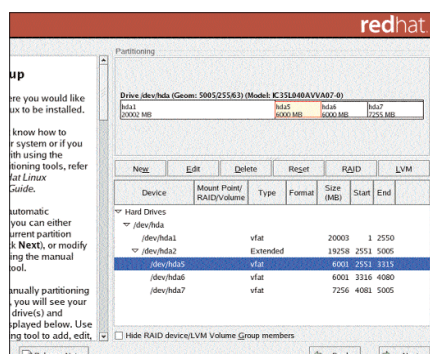 redhat.
Partitioning
up
ere you would like
ux to be installed.
know how to
r system or if you
ith using the
tioning tools, refer
Hat Linux
Guide.
automatic
you can either
urrent partition
k Next), or modify
ing the manual
ool.
anually partitioning
, you will see your
drive(s) and
splayed below. Use
ng tool to add, edit,
Drive /dev/hda (Geom: 5005/255/63) (Model: IC35L040AVVA07-0)
hda1 hda5 hda6 hda7
20002 MB 6000 MB 6000 MB 7255 MB
New Edit Delete Reset RAID LVM
Device Mount Point/ RAID/Volume Type Format Size (MB) Start End
Hard Drives
/dev/hda
/dev/hda1 vfat 20003 1 2550
/dev/hda2 Extended 19258 2551 5005
/dev/hda5 vfat 6001 2551 3315
/dev/hda6 vfat 6001 3316 4080
/dev/hda7 vfat 7256 4081 5005
Hide RAID device/LVM Volume Group members